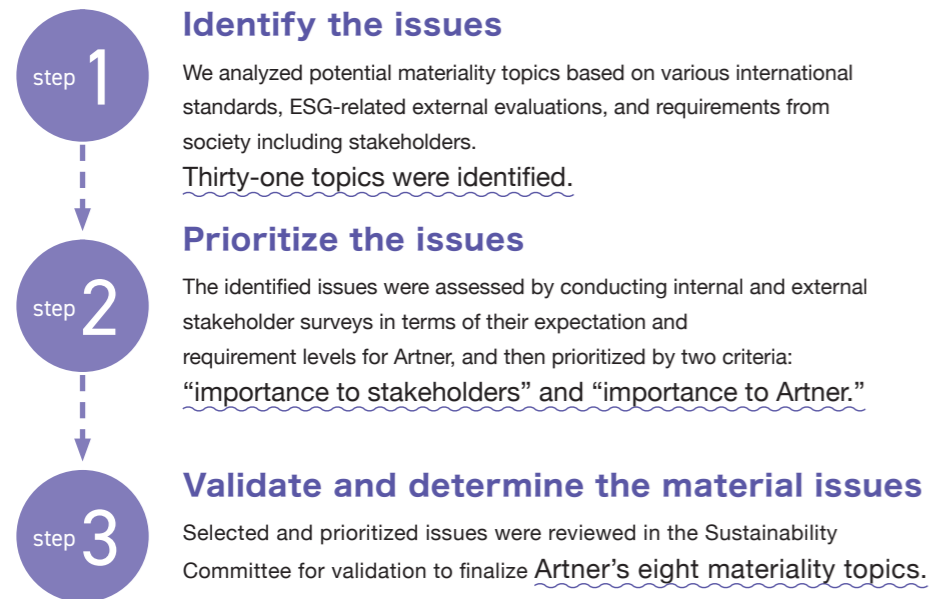 step 1
Identify the issues
We analyzed potential materiality topics based on various international
standards, ESG-related external evaluations, and requirements from
society including stakeholders.
Thirty-one topics were identified.
step 2
Prioritize the issues
The identified issues were assessed by conducting internal and external
stakeholder surveys in terms of their expectation and
requirement levels for Artner, and then prioritized by two criteria:
“importance to stakeholders” and “importance to Artner.”
step 3
Validate and determine the material issues
Selected and prioritized issues were reviewed in the Sustainability
Committee for validation to finalize Artner’s eight materiality topics.